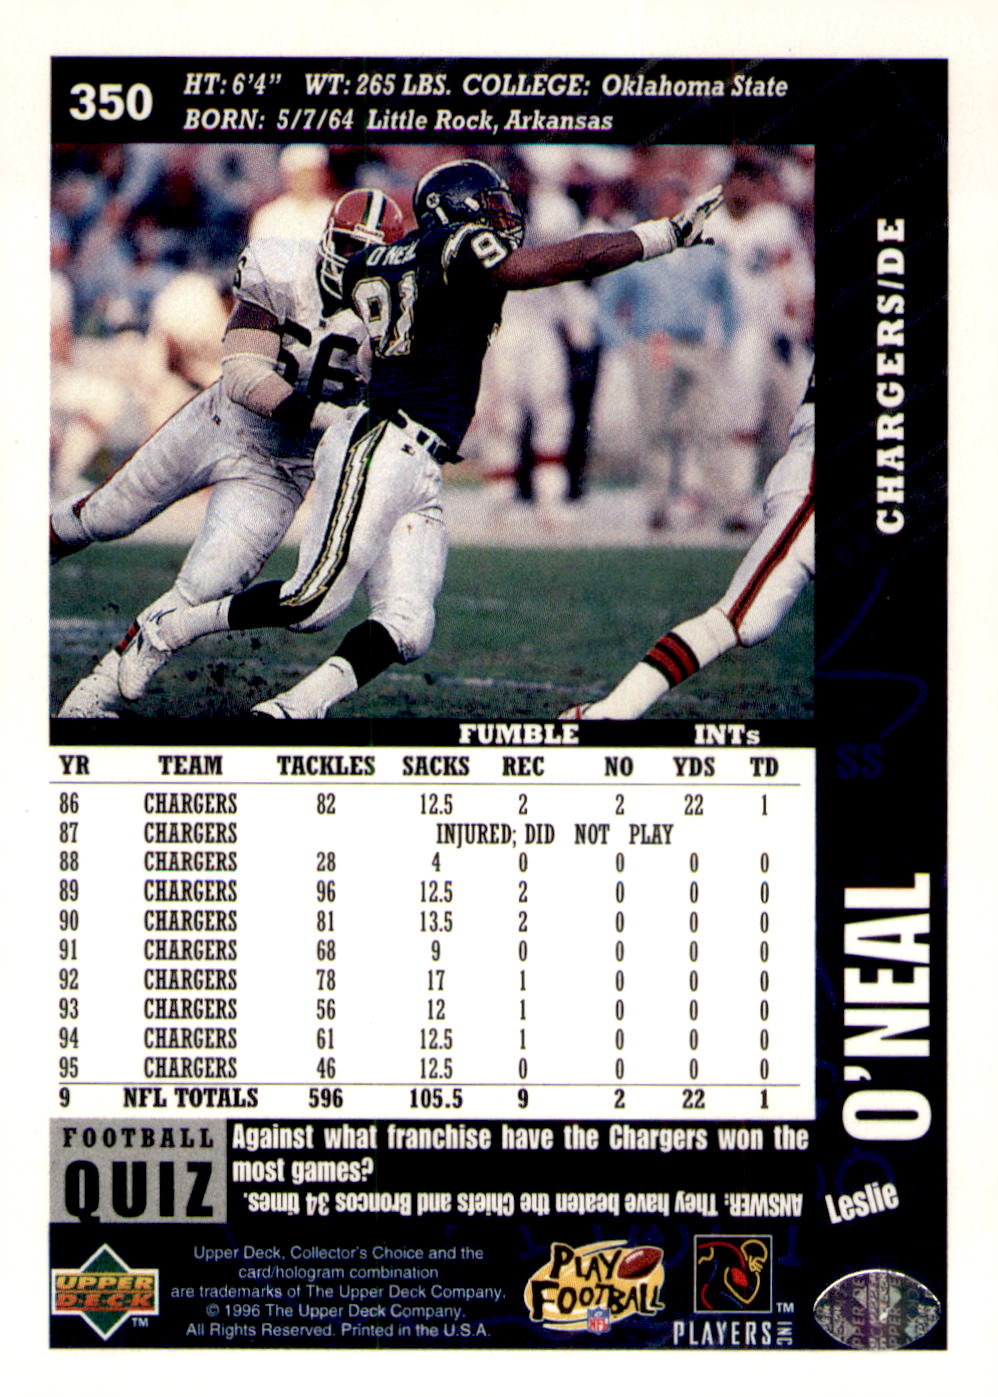 350
HT: 6'4" WT: 265 LBS. COLLEGE: Oklahoma State
BORN: 5/7/64 Little Rock, Arkansas
O'NEAL
91
9
66
6
CHARGERS/DE
FUMBLE INTs
YR TEAM TACKLES SACKS REC NO YDS TD
86 CHARGERS 82 12.5 2 2 22 1
87 CHARGERS INJURED; DID NOT PLAY
88 CHARGERS 28 4 0 0 0 0
89 CHARGERS 96 12.5 2 0 0 0
90 CHARGERS 81 13.5 2 0 0 0
91 CHARGERS 68 9 0 0 0 0
92 CHARGERS 78 17 1 0 0 0
93 CHARGERS 56 12 1 0 0 0
94 CHARGERS 61 12.5 1 0 0 0
95 CHARGERS 46 12.5 0 0 0 0
9 NFL TOTALS 596 105.5 9 2 22 1
Leslie
O'NEAL
FOOTBALL
QUIZ
Against what franchise have the Chargers won the
most games?
ANSWER: They have beaten the Chiefs and Broncos 34 times.
UPPER
DECK
TM
Upper Deck, Collector's Choice and the
card/hologram combination
are trademarks of The Upper Deck Company.
© 1996 The Upper Deck Company.
All Rights Reserved. Printed in the U.S.A.
PLAY
FOOTBALL
NFL
PLAYERS INC
TM